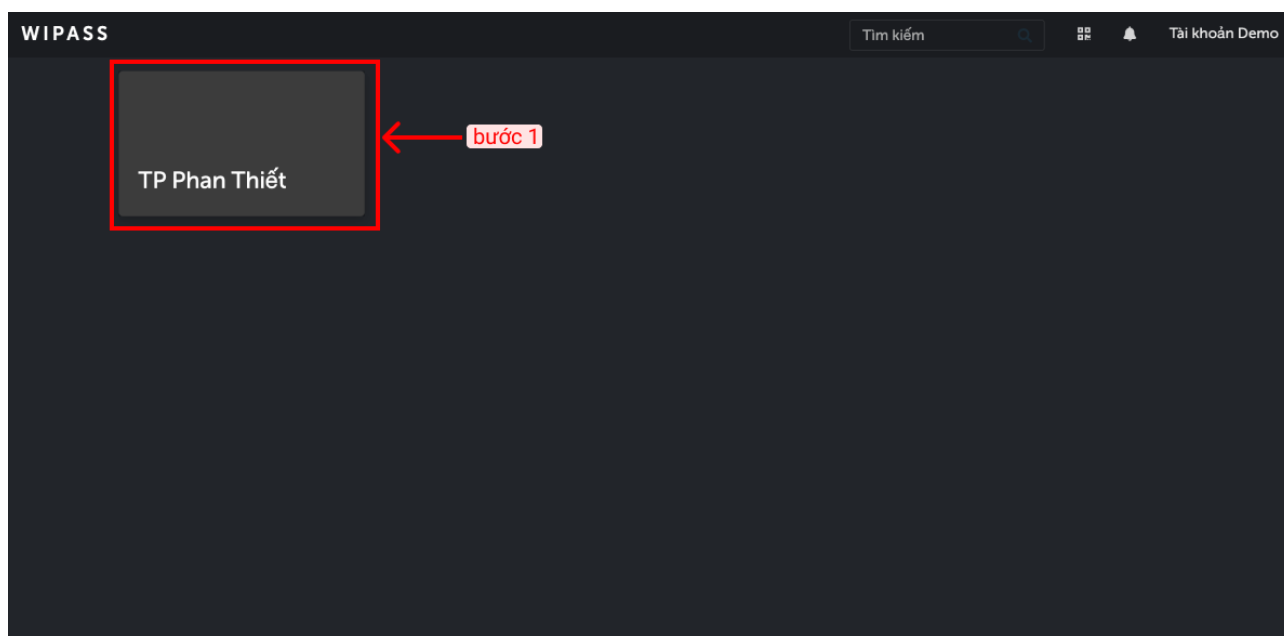 WIPASS
Tìm kiếm
Tài khoản Demo
bước 1
TP Phan Thiết